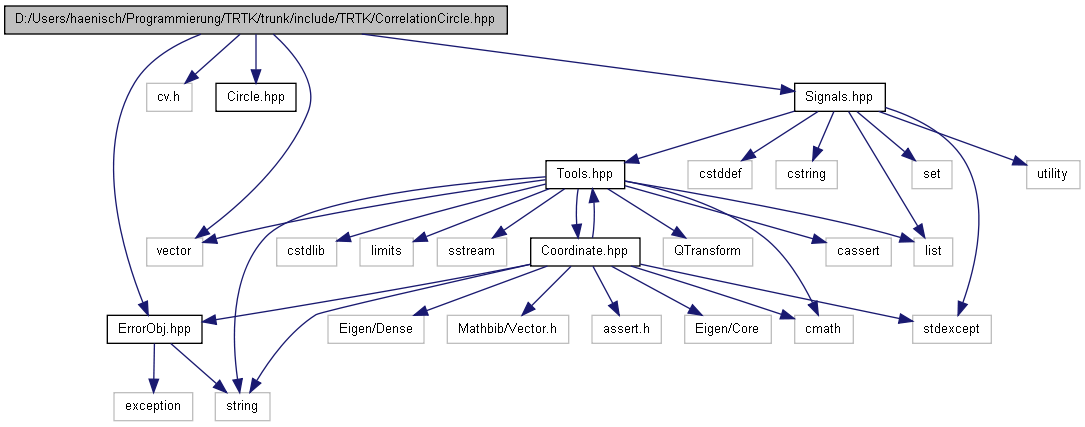 D:/Users/haenisch/Programmierung/TRTK/trunk/include/TRTK/CorrelationCircle.hpp
cv.h
Circle.hpp
Signals.hpp
Tools.hpp
cstddef
cstring
set
utility
vector
cstdlib
limits
sstream
Coordinate.hpp
QTransform
cassert
list
ErrorObj.hpp
Eigen/Dense
Mathbib/Vector.h
assert.h
Eigen/Core
cmath
stdexcept
exception
string